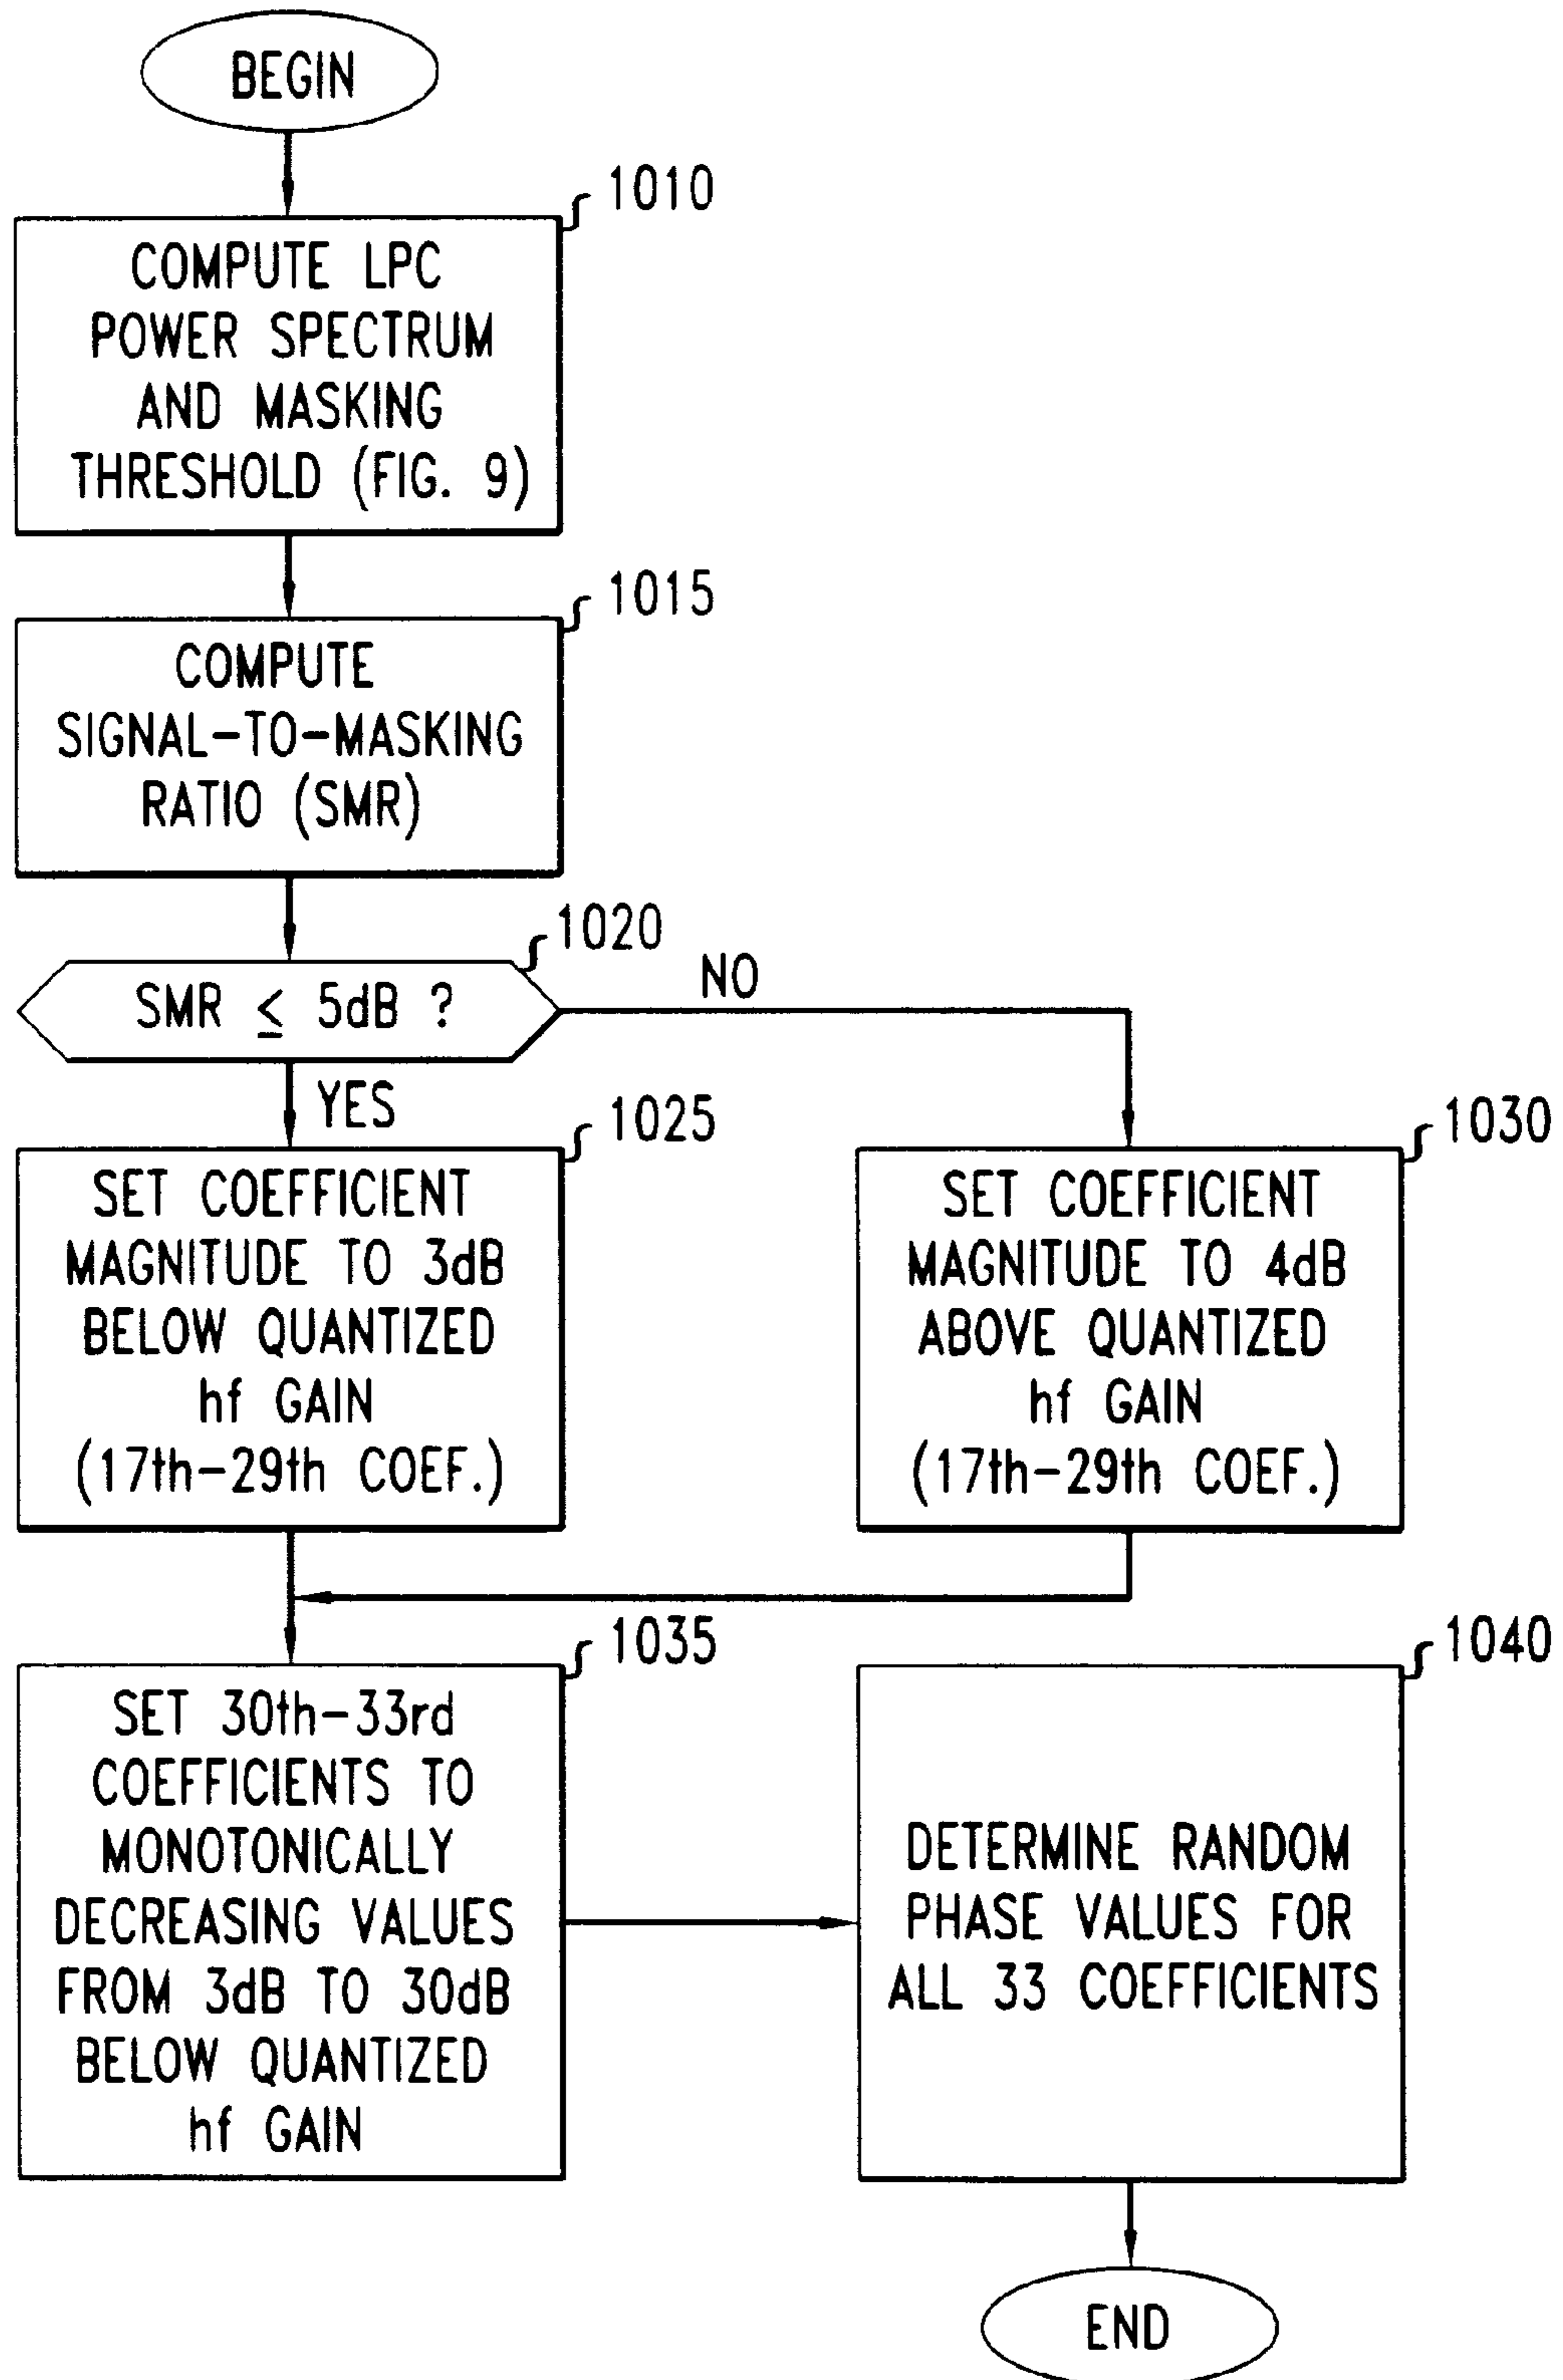 BEGIN
1010
COMPUTE LPC
POWER SPECTRUM
AND MASKING
THRESHOLD (FIG. 9)
1015
COMPUTE
SIGNAL-TO-MASKING
RATIO (SMR)
1020
SMR ≤ 5dB ?
NO
YES
1025
SET COEFFICIENT
MAGNITUDE TO 3dB
BELOW QUANTIZED
hf GAIN
(17th-29th COEF.)
1030
SET COEFFICIENT
MAGNITUDE TO 4dB
ABOVE QUANTIZED
hf GAIN
(17th-29th COEF.)
1035
SET 30th-33rd
COEFFICIENTS TO
MONOTONICALLY
DECREASING VALUES
FROM 3dB TO 30dB
BELOW QUANTIZED
hf GAIN
1040
DETERMINE RANDOM
PHASE VALUES FOR
ALL 33 COEFFICIENTS
END